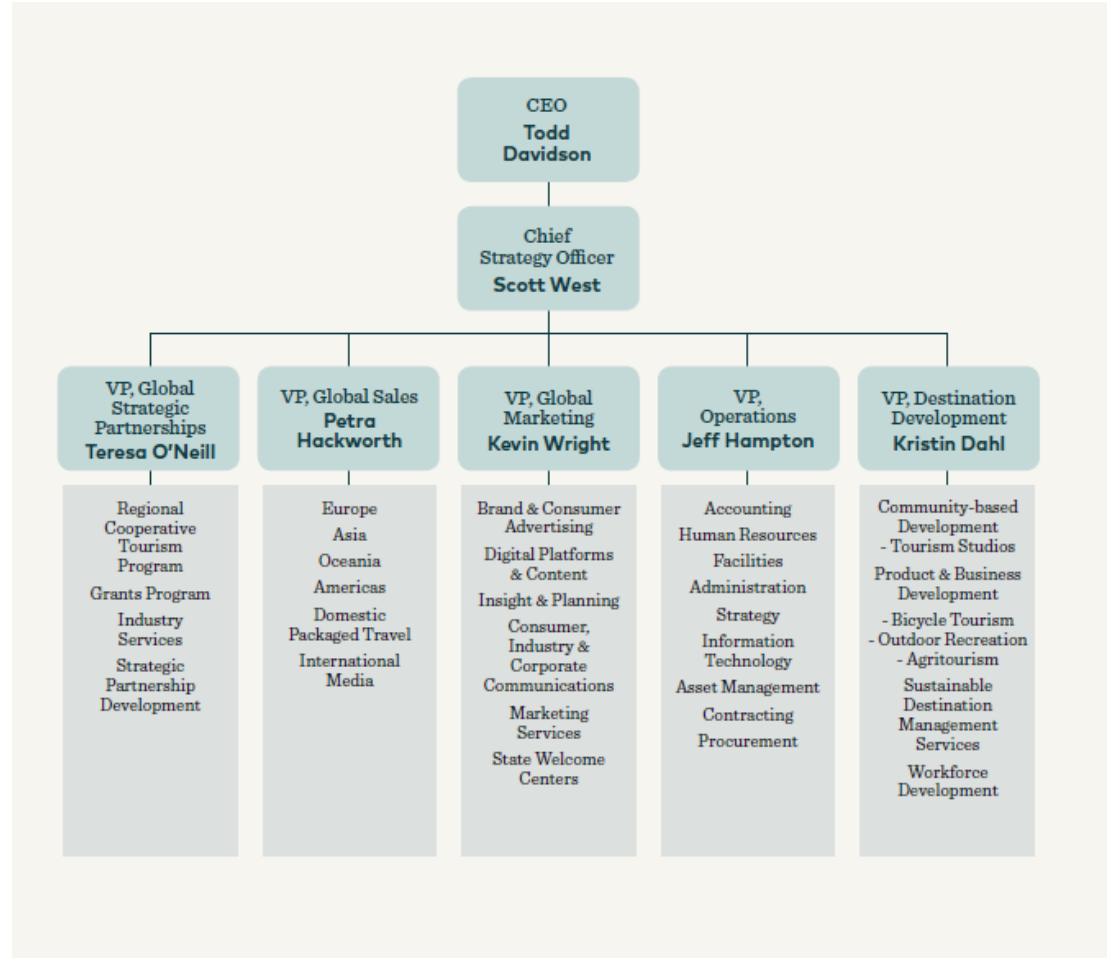 CEO
Todd
Davidson
Chief
Strategy Officer
Scott West
VP, Global
Strategic
Partnerships
Teresa O'Neill
VP, Global Sales
Petra
Hackworth
VP, Global
Marketing
Kevin Wright
VP,
Operations
Jeff Hampton
VP, Destination
Development
Kristin Dahl
Regional
Cooperative
Tourism
Program
Grants Program
Industry
Services
Strategic
Partnership
Development
Europe
Asia
Oceania
Americas
Domestic
Packaged Travel
International
Media
Brand & Consumer
Advertising
Digital Platforms
& Content
Insight & Planning
Consumer,
Industry &
Corporate
Communications
Marketing
Services
State Welcome
Centers
Accounting
Human Resources
Facilities
Administration
Strategy
Information
Technology
Asset Management
Contracting
Procurement
Community-based
Development
- Tourism Studios
Product & Business
Development
- Bicycle Tourism
- Outdoor Recreation
- Agritourism
Sustainable
Destination
Management
Services
Workforce
Development